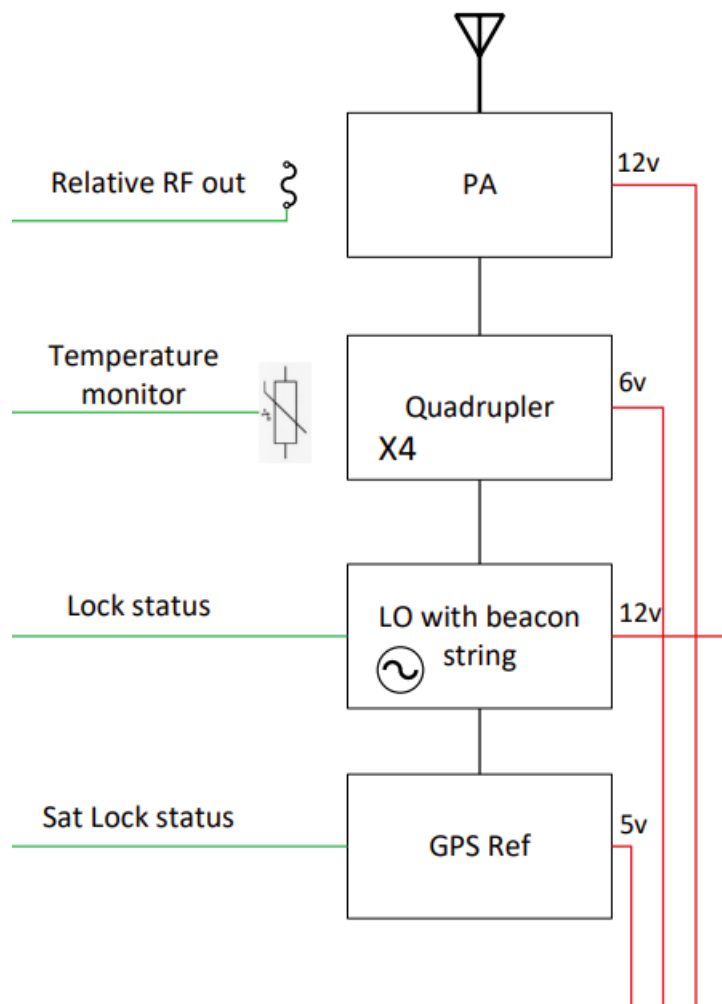 PA
12v
Relative RF out
Temperature
monitor
Quadrupler
X4
6v
Lock status
LO with beacon
string
12v
Sat Lock status
GPS Ref
5v